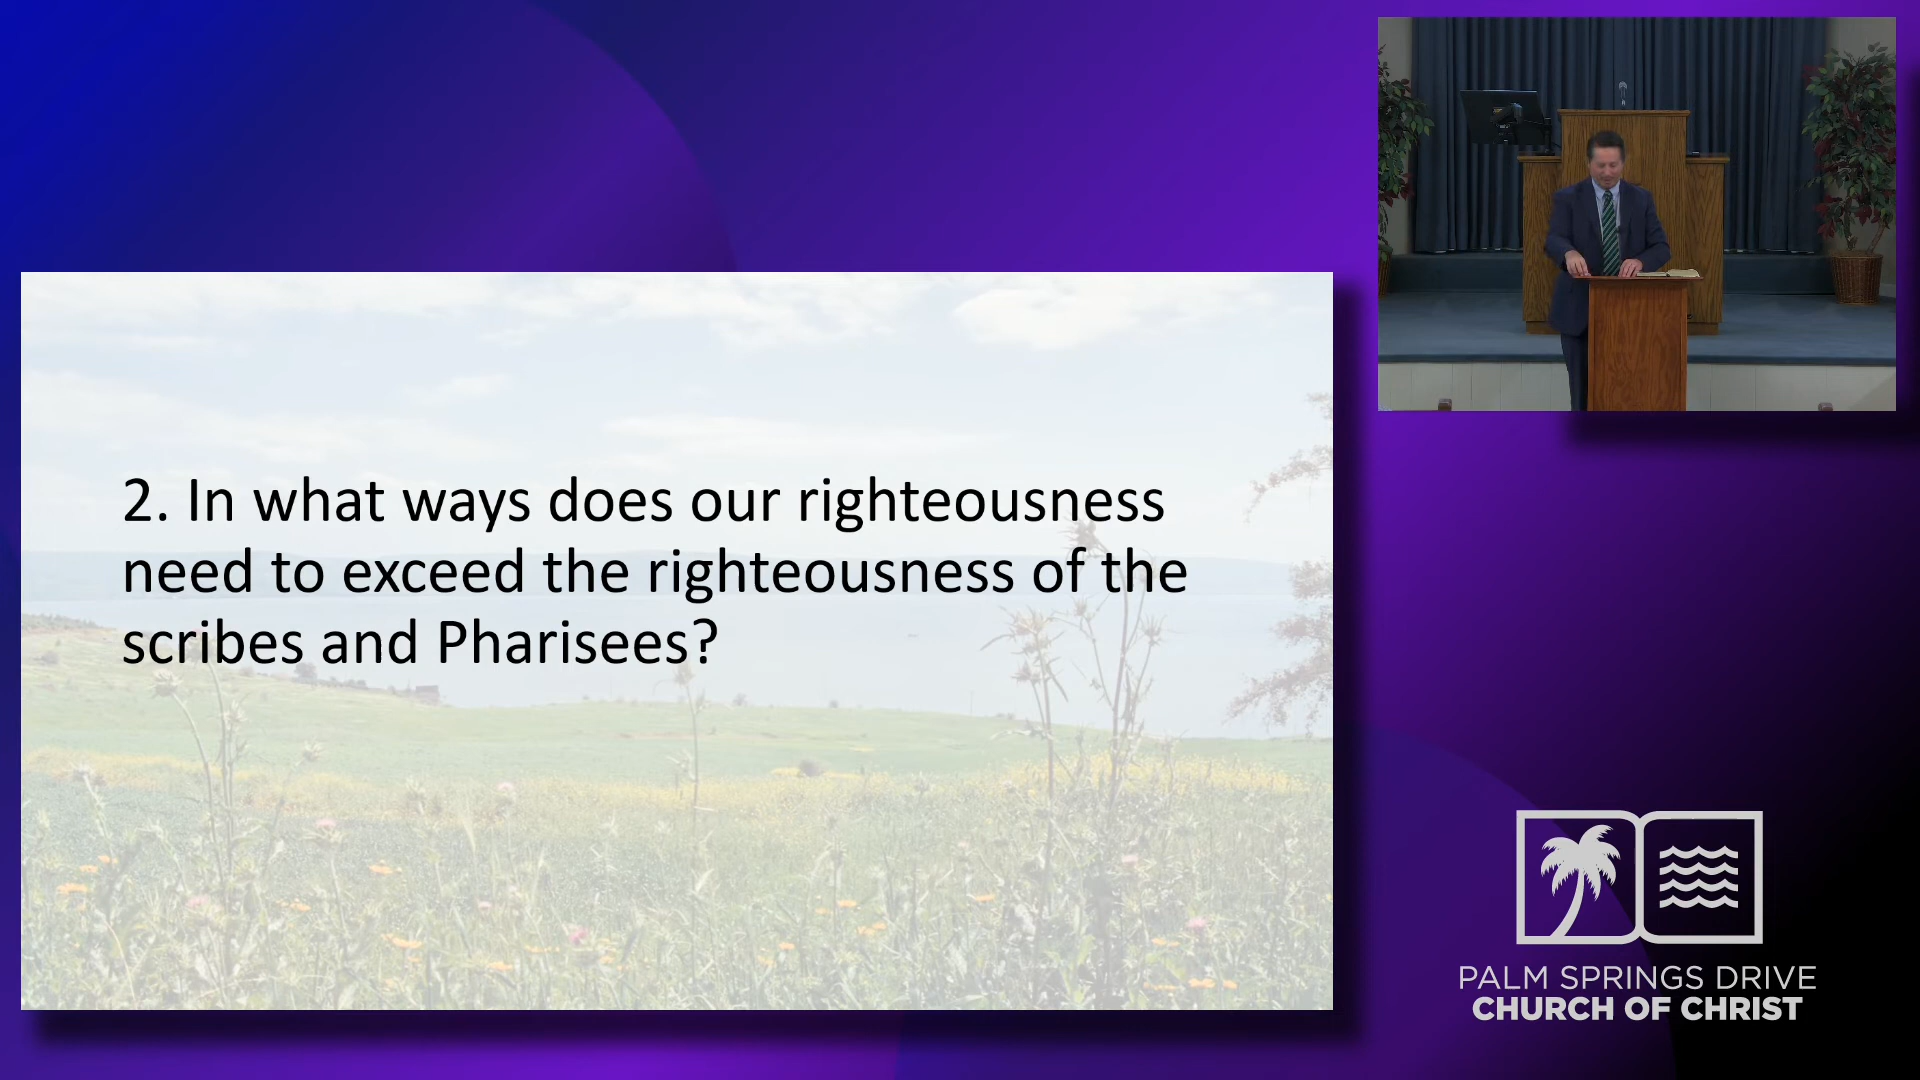 2. In what ways does our righteousness
need to exceed the righteousness of the
scribes and Pharisees?
PALM SPRINGS DRIVE
CHURCH OF CHRIST